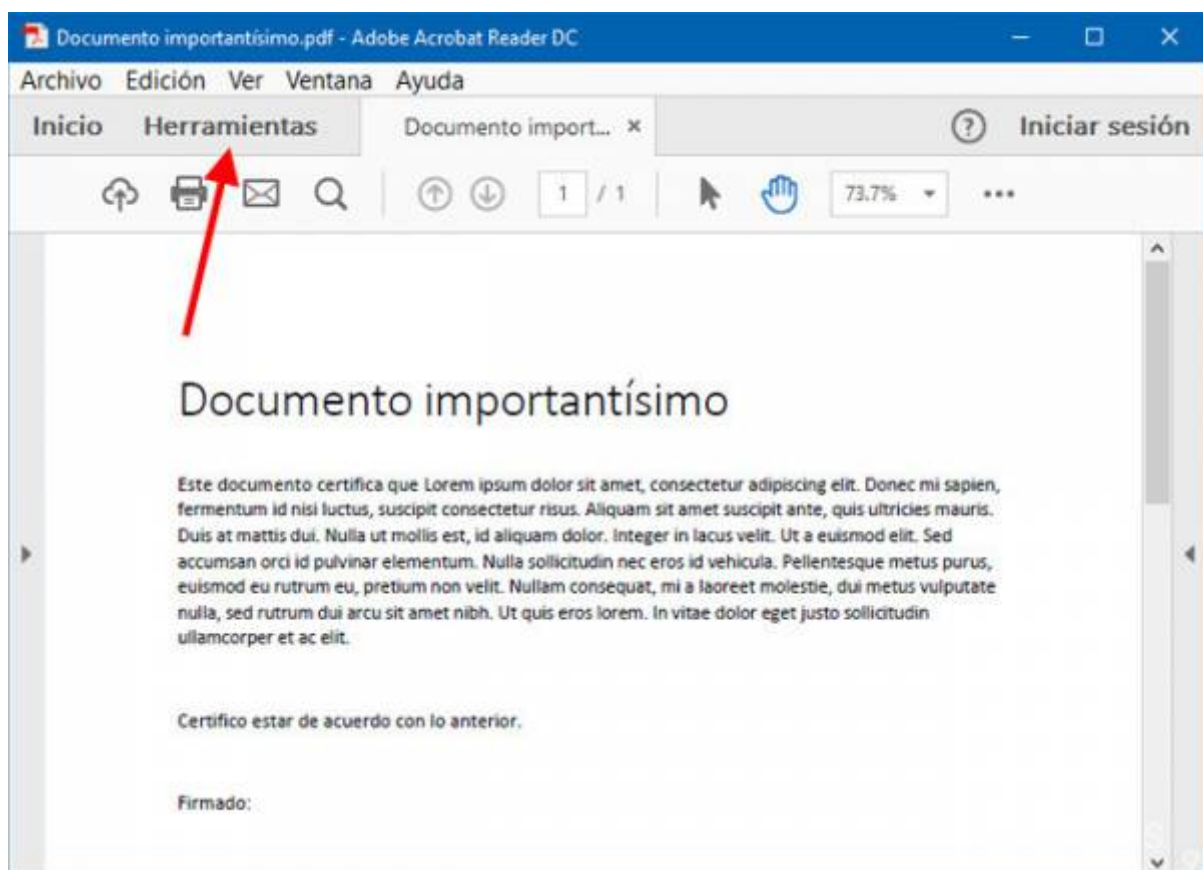 Documento importantísimo.pdf - Adobe Acrobat Reader DC
Archivo Edición Ver Ventana Ayuda
Inicio Herramientas Documento import... × ? Iniciar sesión
1 / 1 73.7% •••
Documento importantísimo
Este documento certifica que Lorem ipsum dolor sit amet, consectetur adipiscing elit. Donec mi sapien,
fermentum id nisi luctus, suscipit consectetur risus. Aliquam sit amet suscipit ante, quis ultricies mauris.
Duis at mattis dui. Nulla ut mollis est, id aliquam dolor. Integer in lacus velit. Ut a euismod elit. Sed
accumsan orci id pulvinar elementum. Nulla sollicitudin nec eros id vehicula. Pellentesque metus purus,
euismod eu rutrum eu, pretium non velit. Nullam consequat, mi a laoreet molestie, dui metus vulputate
nulla, sed rutrum dui arcu sit amet nibh. Ut quis eros lorem. In vitae dolor eget justo sollicitudin
ullamcorper et ac elit.
Certifico estar de acuerdo con lo anterior.
Firmado: